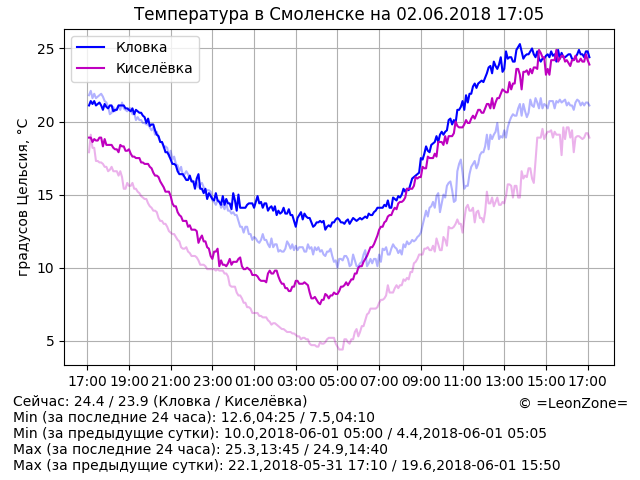 Температура в Смоленске на 02.06.2018 17:05
Кловка
Киселёвка
градусов Цельсия, °C
25
20
15
10
5
17:00 19:00 21:00 23:00 01:00 03:00 05:00 07:00 09:00 11:00 13:00 15:00 17:00
Сейчас: 24.4 / 23.9 (Кловка / Киселёвка)
© =LeonZone=
Min (за последние 24 часа): 12.6,04:25 / 7.5,04:10
Min (за предыдущие сутки): 10.0,2018-06-01 05:00 / 4.4,2018-06-01 05:05
Max (за последние 24 часа): 25.3,13:45 / 24.9,14:40
Max (за предыдущие сутки): 22.1,2018-05-31 17:10 / 19.6,2018-06-01 15:50